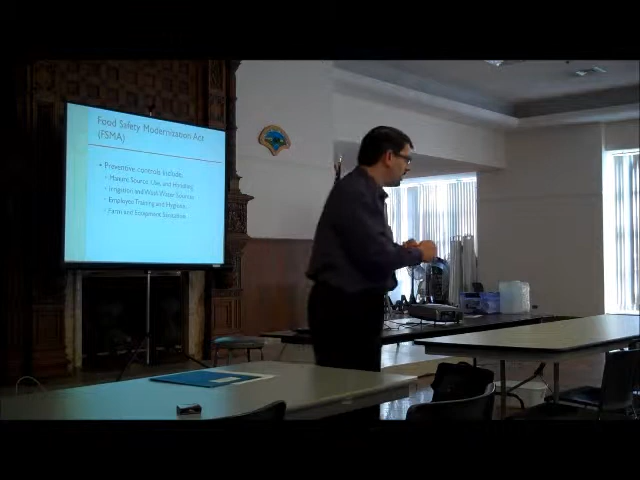 Food Safety Modernization Act
(FSMA)
• Preventive controls include:
• Manure Source, Use, and Handling
• Irrigation and Wash Water Sources
• Employee Training and Hygiene
• Farm and Equipment Sanitation